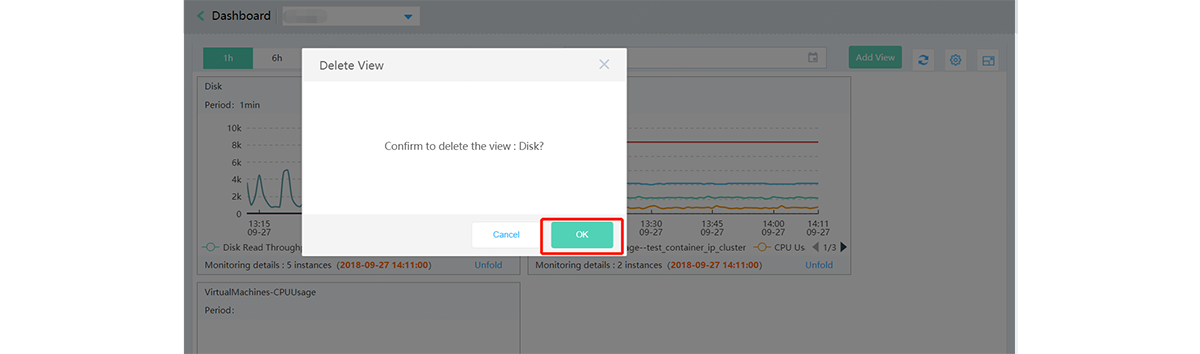 Dashboard
1h 6h Add View
Delete View
Confirm to delete the view : Disk?
Cancel OK
Disk
Period: 1min
10k
8k
6k
4k
2k
0
13:15
09-27
13:30
09-27
13:45
09-27
14:00
09-27
14:11
09-27
Disk Read Through
age--test_container_ip_cluster CPU Us 1/3
Monitoring details : 5 instances (2018-09-27 14:11:00) Unfold
Monitoring details : 2 instances (2018-09-27 14:11:00) Unfold
VirtualMachines-CPUUsage
Period: